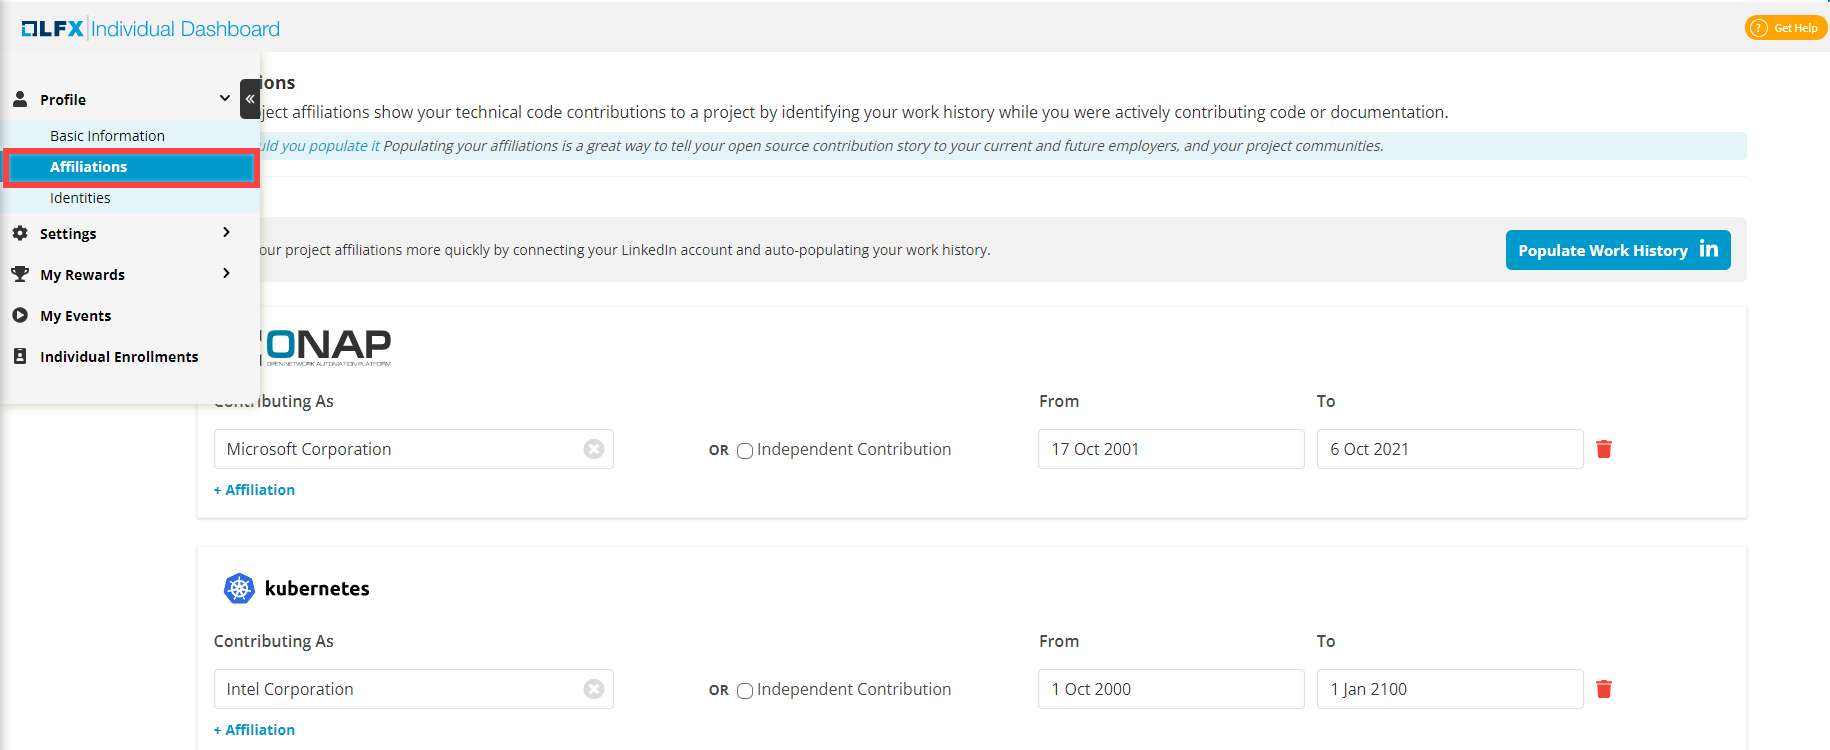 LFX Individual Dashboard
? Get Help
Profile
Basic Information
Affiliations
Identities
Settings
My Rewards
My Events
Individual Enrollments
ions
ject affiliations show your technical code contributions to a project by identifying your work history while you were actively contributing code or documentation.
uld you populate it Populating your affiliations is a great way to tell your open source contribution story to your current and future employers, and your project communities.
our project affiliations more quickly by connecting your LinkedIn account and auto-populating your work history.
Populate Work History in
ONAP
OPEN NETWORK AUTOMATION PLATFORM
Contributing As
From
To
Microsoft Corporation
OR Independent Contribution
17 Oct 2001
6 Oct 2021
+ Affiliation
kubernetes
Contributing As
From
To
Intel Corporation
OR Independent Contribution
1 Oct 2000
1 Jan 2100
+ Affiliation